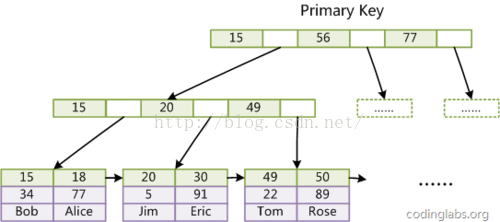 Primary Key
15 56 77
15 20 49 ...... ......
http://blog.csdn.net/
15 18 20 30 49 50 ......
34 77 5 91 22 89
Bob Alice Jim Eric Tom Rose
codinglabs.org